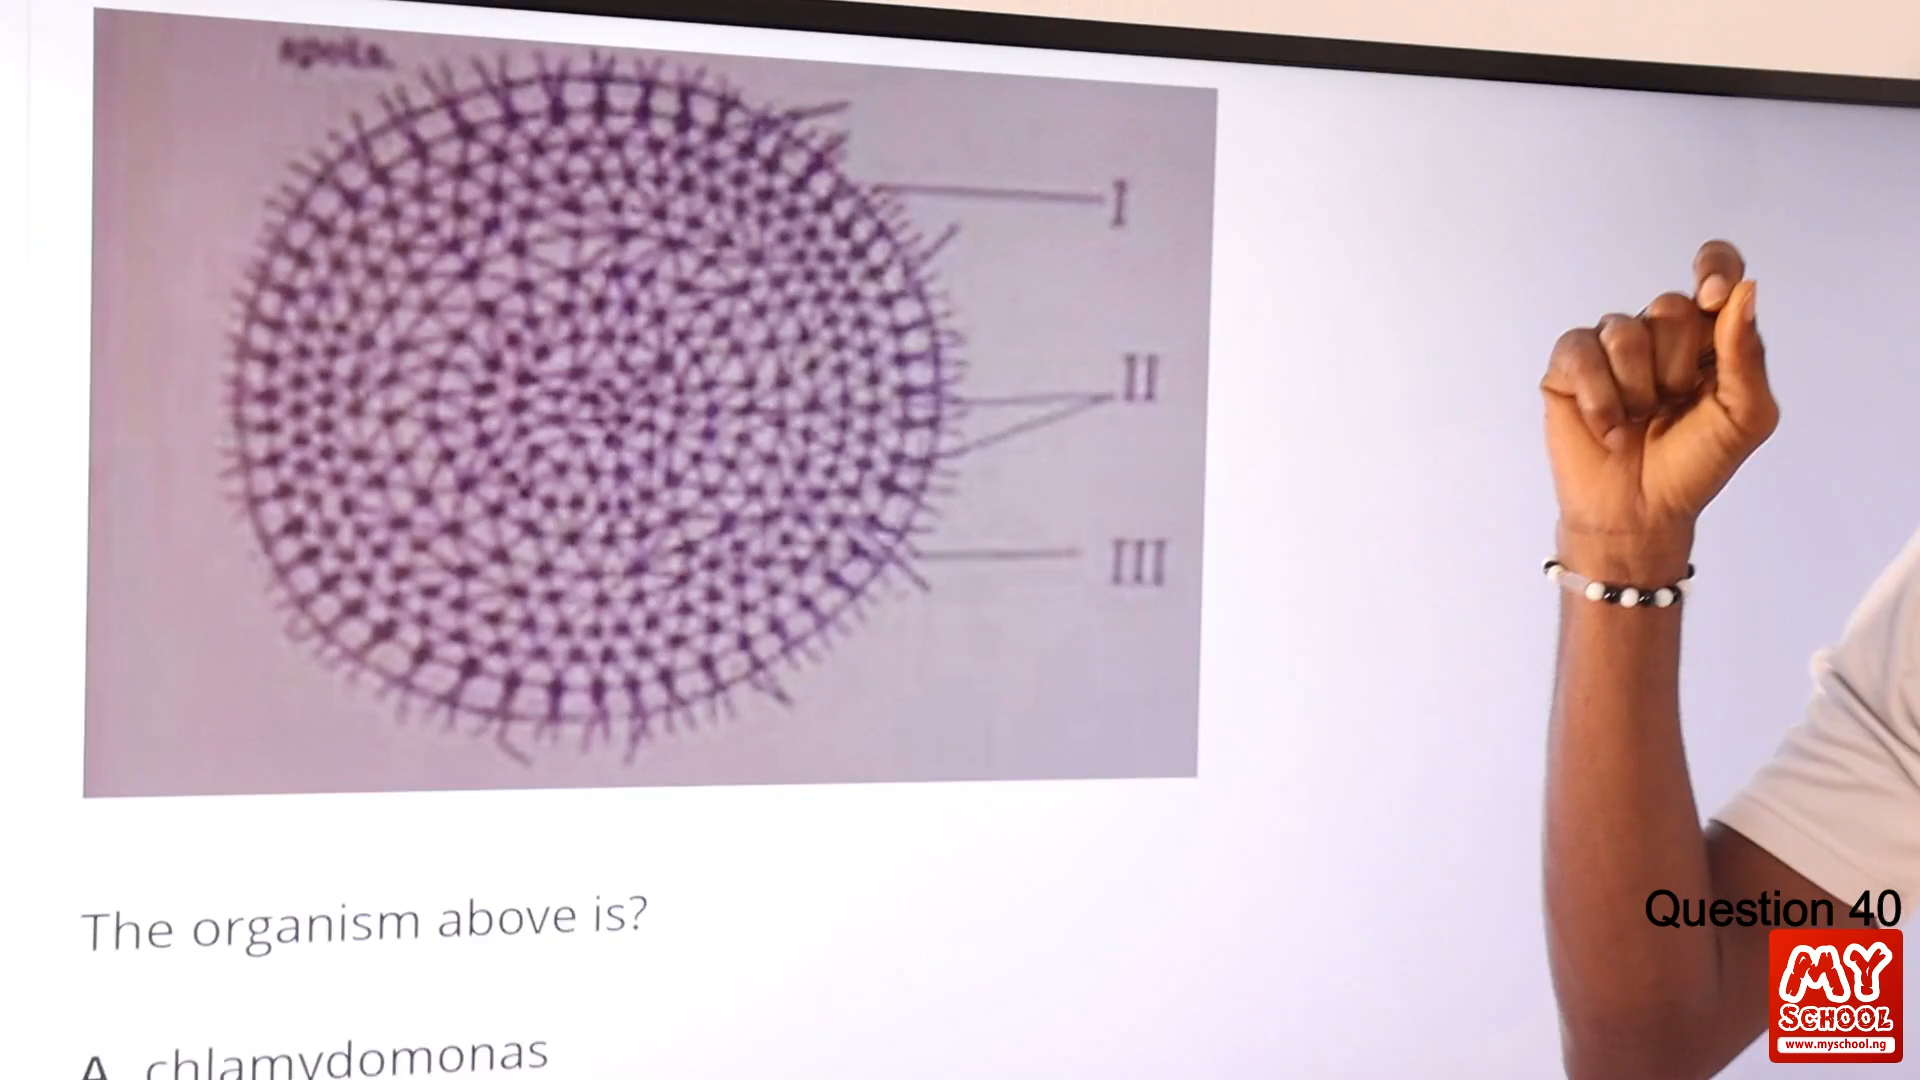 I
II
III
The organism above is?
A. chlamydomonas
Question 40
MY
SCHOOL
www.myschool.ng